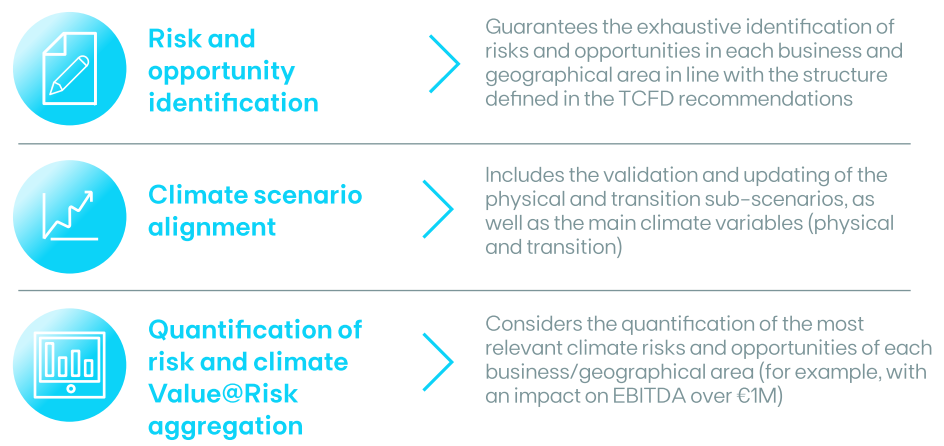 Risk and
opportunity
identification
Guarantees the exhaustive identification of
risks and opportunities in each business and
geographical area in line with the structure
defined in the TCFD recommendations
Climate scenario
alignment
Includes the validation and updating of the
physical and transition sub-scenarios, as
well as the main climate variables (physical
and transition)
Quantification of
risk and climate
Value@Risk
aggregation
Considers the quantification of the most
relevant climate risks and opportunities of each
business/geographical area (for example, with
an impact on EBITDA over €1M)